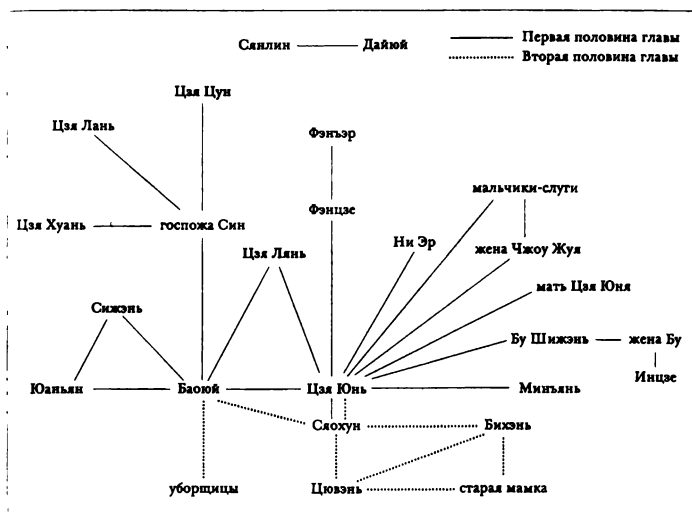 Сянлин
Дайюй
Первая половина главы
Вторая половина главы
Цзя Цун
Цзя Лань
Фэнъэр
мальчики-слуги
Фэнцзе
Цзя Хуань
госпожа Син
Ни Эр
жена Чжоу Жуя
Цзя Лянь
мать Цзя Юня
Сижэнь
Бу Шижэнь
жена Бу
Инцзе
Юаньян
Баоюй
Цзя Юнь
Минъянь
Сяохун
Бихэнь
уборщицы
Цювэнь
старая мамка